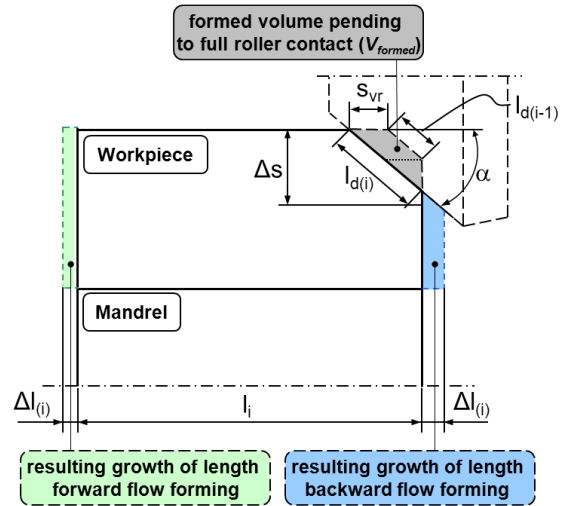 formed volume pending
to full roller contact (Vformed)
svr
ld(i-1)
Workpiece
Δs
ld(i)
α
Mandrel
Δl(i)
li
Δl(i)
resulting growth of length
forward flow forming
resulting growth of length
backward flow forming